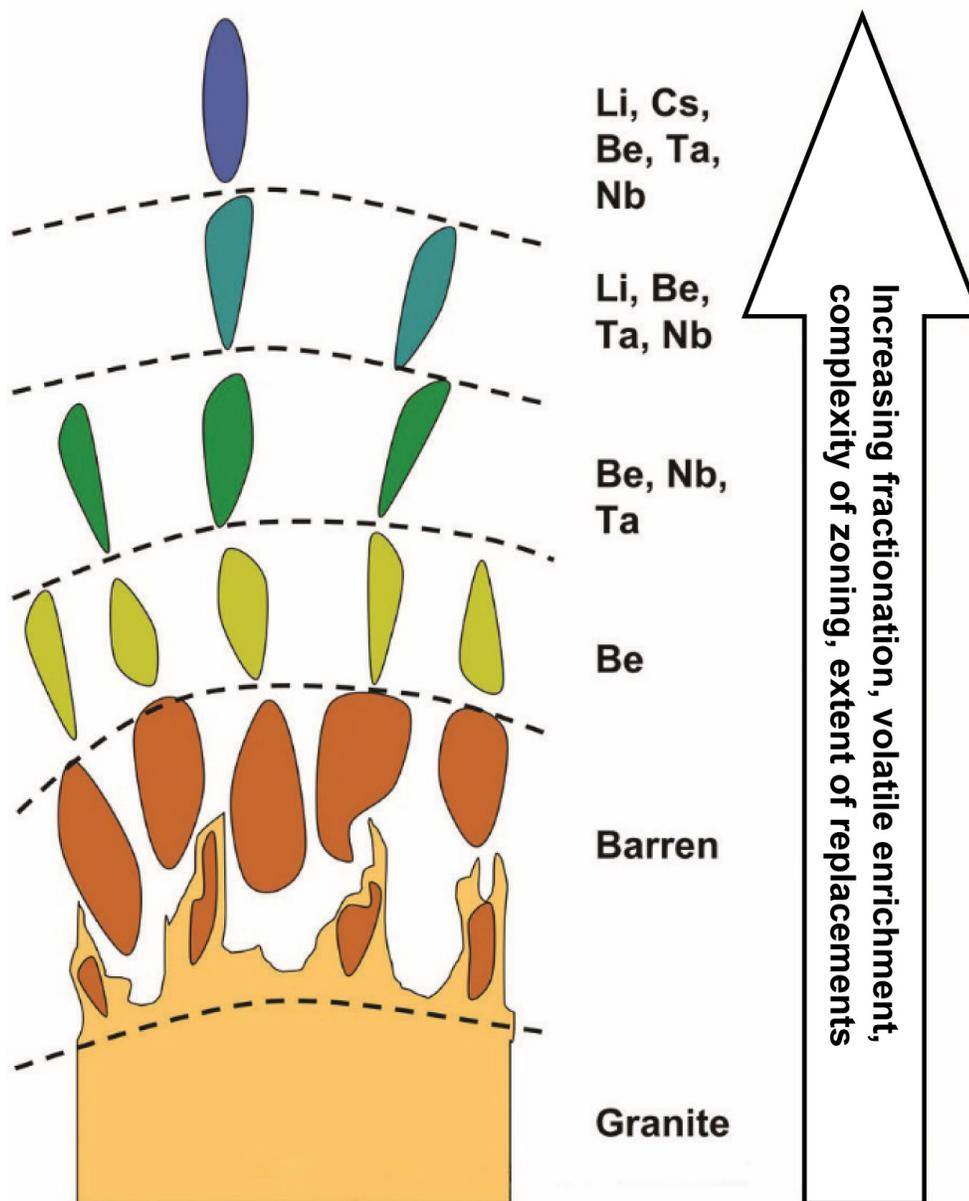 Li, Cs,
Be, Ta,
Nb
Li, Be,
Ta, Nb
Be, Nb,
Ta
Be
Barren
Granite
Increasing fractionation, volatile enrichment,
complexity of zoning, extent of replacements